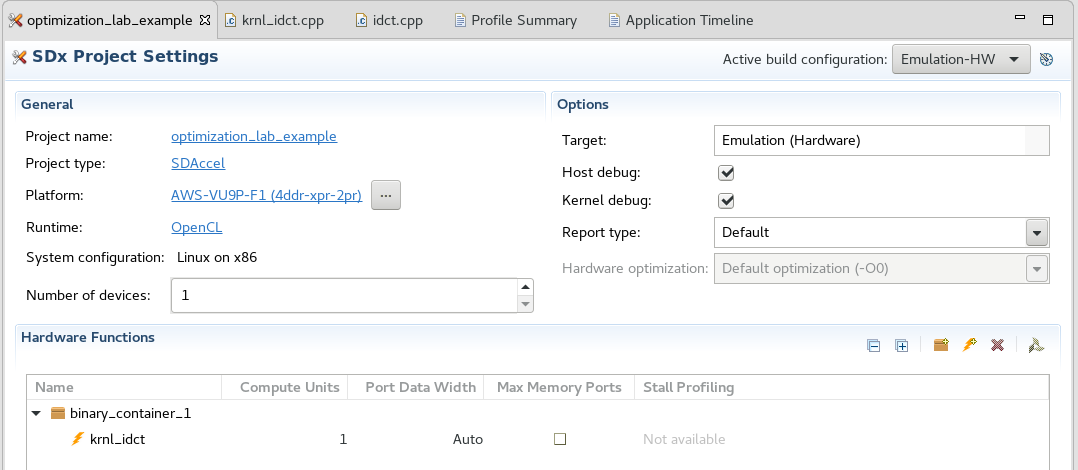 optimization_lab_example krnl_idct.cpp idct.cpp Profile Summary Application Timeline
SDx Project Settings
Active build configuration: Emulation-HW
General
Project name: optimization_lab_example
Project type: SDAccel
Platform: AWS-VU9P-F1 (4ddr-xpr-2pr) ...
Runtime: OpenCL
System configuration: Linux on x86
Number of devices: 1
Options
Target: Emulation (Hardware)
Host debug:
Kernel debug:
Report type: Default
Hardware optimization: Default optimization (-O0)
Hardware Functions
Name Compute Units Port Data Width Max Memory Ports Stall Profiling
binary_container_1
krnl_idct 1 Auto Not available